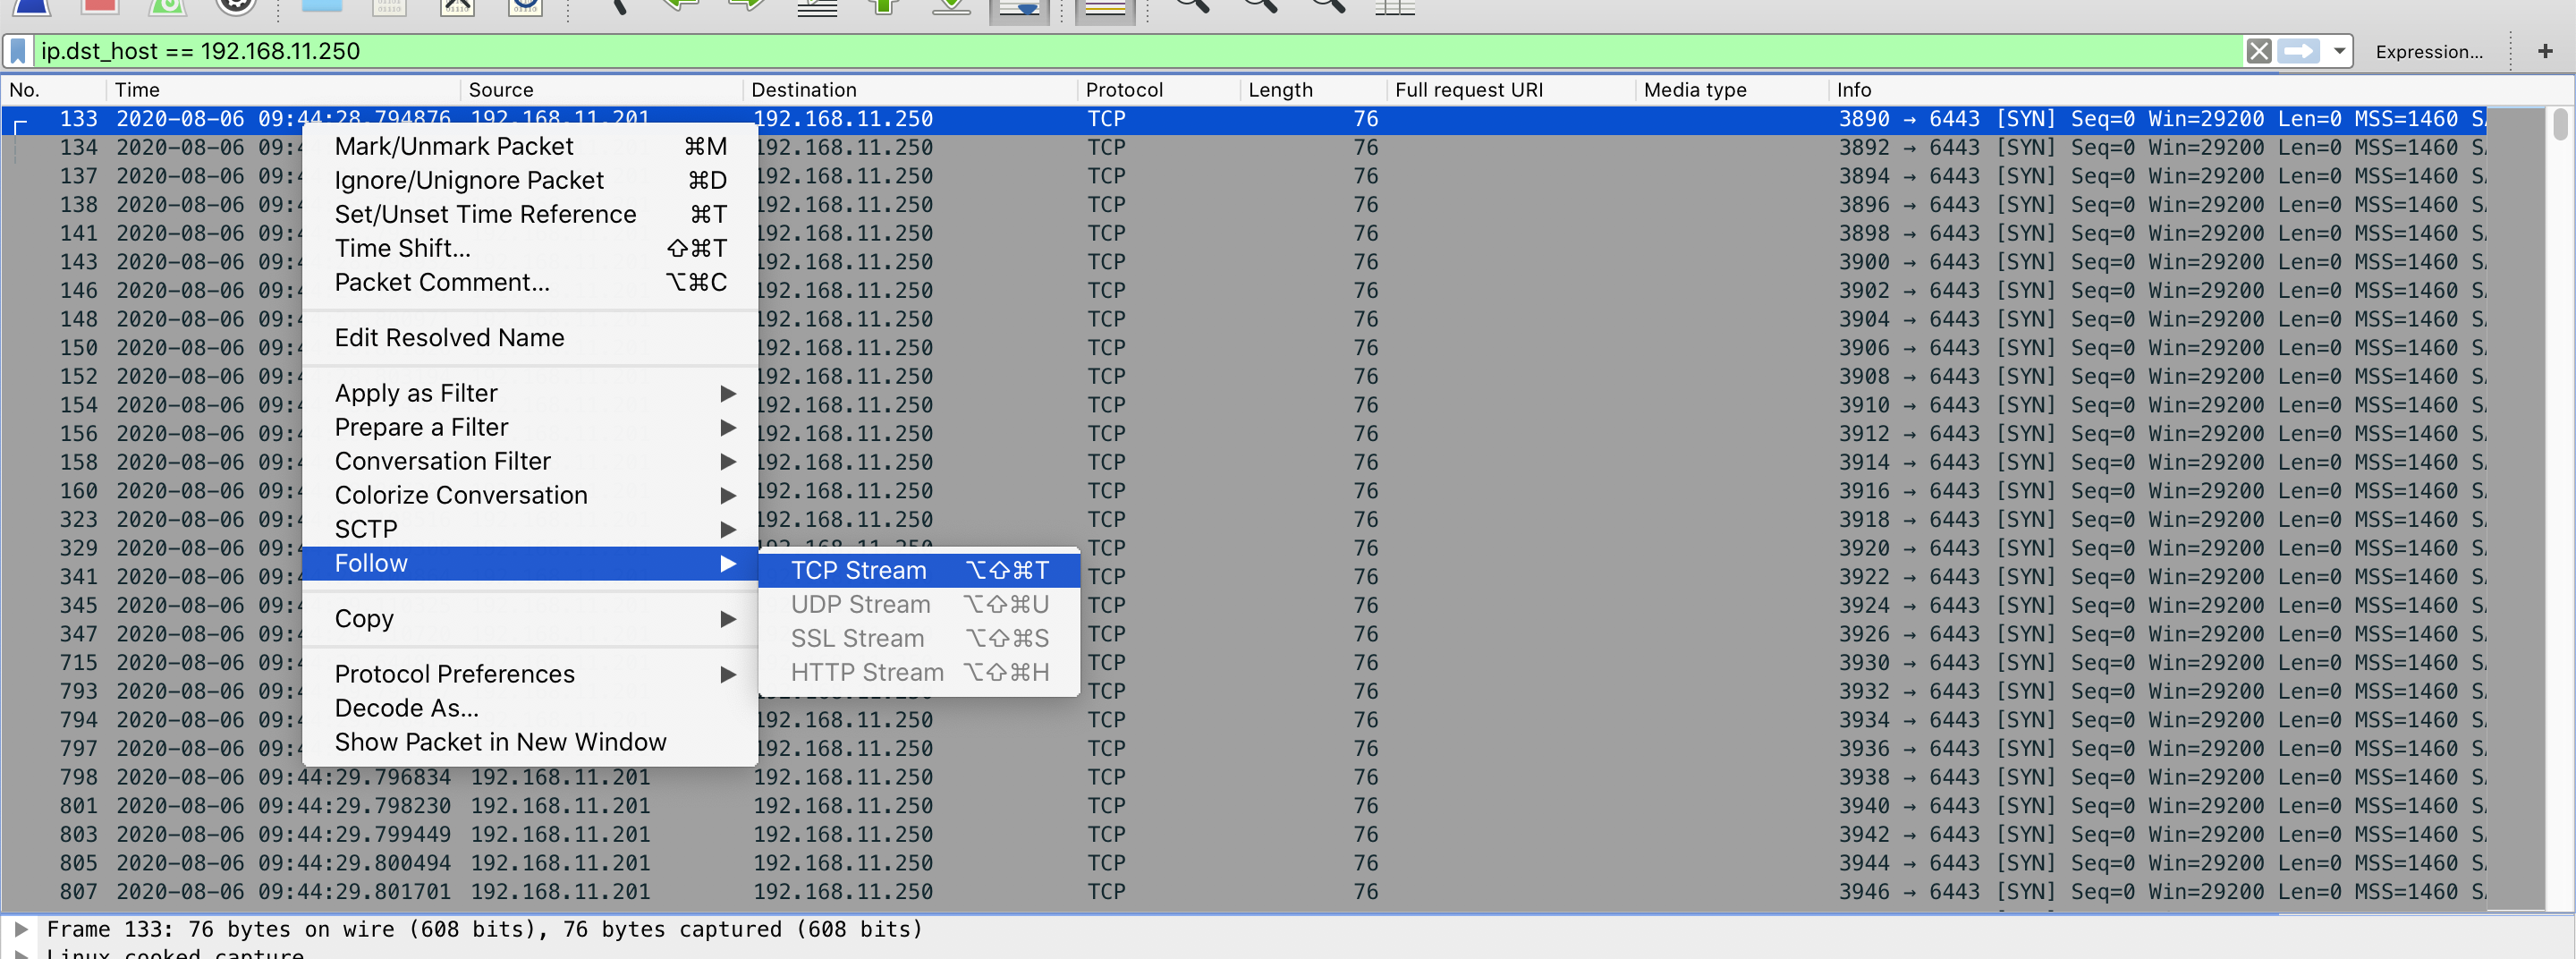 ip.dst_host == 192.168.11.250 Expression... +
No. Time Source Destination Protocol Length Full request URI Media type Info
133 2020-08-06 09:44:28.794876 192.168.11.201 192.168.11.250 TCP 76 3890 → 6443 [SYN] Seq=0 Win=29200 Len=0 MSS=1460 S
134 2020-08-06 09:4 192.168.11.250 TCP 76 3892 → 6443 [SYN] Seq=0 Win=29200 Len=0 MSS=1460 S
137 2020-08-06 09:4 192.168.11.250 TCP 76 3894 → 6443 [SYN] Seq=0 Win=29200 Len=0 MSS=1460 S
138 2020-08-06 09:4 192.168.11.250 TCP 76 3896 → 6443 [SYN] Seq=0 Win=29200 Len=0 MSS=1460 S
141 2020-08-06 09:4 192.168.11.250 TCP 76 3898 → 6443 [SYN] Seq=0 Win=29200 Len=0 MSS=1460 S
143 2020-08-06 09:4 192.168.11.250 TCP 76 3900 → 6443 [SYN] Seq=0 Win=29200 Len=0 MSS=1460 S
146 2020-08-06 09:4 192.168.11.250 TCP 76 3902 → 6443 [SYN] Seq=0 Win=29200 Len=0 MSS=1460 S
148 2020-08-06 09:4 192.168.11.250 TCP 76 3904 → 6443 [SYN] Seq=0 Win=29200 Len=0 MSS=1460 S
150 2020-08-06 09:4 192.168.11.250 TCP 76 3906 → 6443 [SYN] Seq=0 Win=29200 Len=0 MSS=1460 S
152 2020-08-06 09:4 192.168.11.250 TCP 76 3908 → 6443 [SYN] Seq=0 Win=29200 Len=0 MSS=1460 S
154 2020-08-06 09:4 192.168.11.250 TCP 76 3910 → 6443 [SYN] Seq=0 Win=29200 Len=0 MSS=1460 S
156 2020-08-06 09:4 192.168.11.250 TCP 76 3912 → 6443 [SYN] Seq=0 Win=29200 Len=0 MSS=1460 S
158 2020-08-06 09:4 192.168.11.250 TCP 76 3914 → 6443 [SYN] Seq=0 Win=29200 Len=0 MSS=1460 S
160 2020-08-06 09:4 192.168.11.250 TCP 76 3916 → 6443 [SYN] Seq=0 Win=29200 Len=0 MSS=1460 S
323 2020-08-06 09:4 192.168.11.250 TCP 76 3918 → 6443 [SYN] Seq=0 Win=29200 Len=0 MSS=1460 S
329 2020-08-06 09:4 192.168.11.250 TCP 76 3920 → 6443 [SYN] Seq=0 Win=29200 Len=0 MSS=1460 S
341 2020-08-06 09:4 TCP 76 3922 → 6443 [SYN] Seq=0 Win=29200 Len=0 MSS=1460 S
345 2020-08-06 09:4 TCP 76 3924 → 6443 [SYN] Seq=0 Win=29200 Len=0 MSS=1460 S
347 2020-08-06 09:4 TCP 76 3926 → 6443 [SYN] Seq=0 Win=29200 Len=0 MSS=1460 S
715 2020-08-06 09:4 TCP 76 3930 → 6443 [SYN] Seq=0 Win=29200 Len=0 MSS=1460 S
793 2020-08-06 09:4 TCP 76 3932 → 6443 [SYN] Seq=0 Win=29200 Len=0 MSS=1460 S
794 2020-08-06 09:4 192.168.11.250 TCP 76 3934 → 6443 [SYN] Seq=0 Win=29200 Len=0 MSS=1460 S
797 2020-08-06 09:4 192.168.11.250 TCP 76 3936 → 6443 [SYN] Seq=0 Win=29200 Len=0 MSS=1460 S
798 2020-08-06 09:44:29.796834 192.168.11.201 192.168.11.250 TCP 76 3938 → 6443 [SYN] Seq=0 Win=29200 Len=0 MSS=1460 S
801 2020-08-06 09:44:29.798230 192.168.11.201 192.168.11.250 TCP 76 3940 → 6443 [SYN] Seq=0 Win=29200 Len=0 MSS=1460 S
803 2020-08-06 09:44:29.799449 192.168.11.201 192.168.11.250 TCP 76 3942 → 6443 [SYN] Seq=0 Win=29200 Len=0 MSS=1460 S
805 2020-08-06 09:44:29.800494 192.168.11.201 192.168.11.250 TCP 76 3944 → 6443 [SYN] Seq=0 Win=29200 Len=0 MSS=1460 S
807 2020-08-06 09:44:29.801701 192.168.11.201 192.168.11.250 TCP 76 3946 → 6443 [SYN] Seq=0 Win=29200 Len=0 MSS=1460 S
Mark/Unmark Packet ⌘M
Ignore/Unignore Packet ⌘D
Set/Unset Time Reference ⌘T
Time Shift... ⇧⌘T
Packet Comment... ⌥⌘C
Edit Resolved Name
Apply as Filter
Prepare a Filter
Conversation Filter
Colorize Conversation
SCTP
Follow
Copy
Protocol Preferences
Decode As...
Show Packet in New Window
TCP Stream ⌥⇧⌘T
UDP Stream ⌥⇧⌘U
SSL Stream ⌥⇧⌘S
HTTP Stream ⌥⇧⌘H
Frame 133: 76 bytes on wire (608 bits), 76 bytes captured (608 bits)
Linux cooked capture